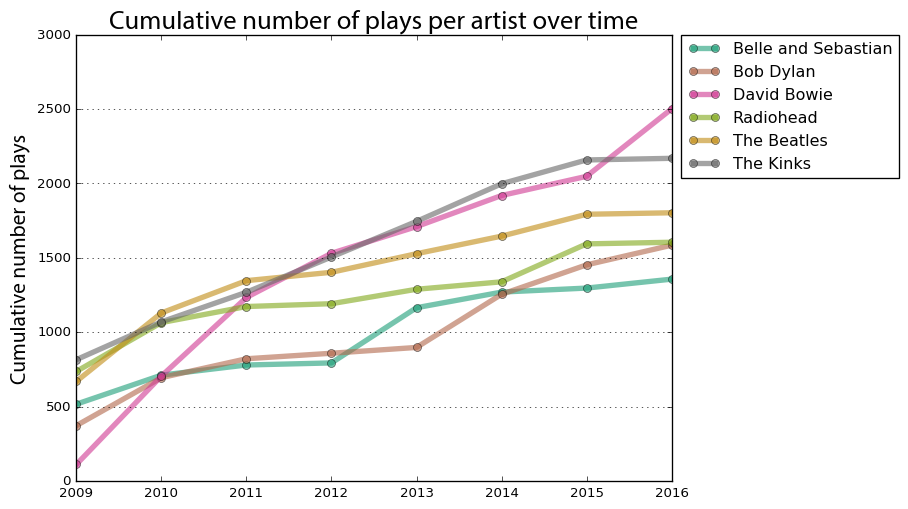 Cumulative number of plays per artist over time
Cumulative number of plays
3000
2500
2000
1500
1000
500
0
2009 2010 2011 2012 2013 2014 2015 2016
Belle and Sebastian
Bob Dylan
David Bowie
Radiohead
The Beatles
The Kinks